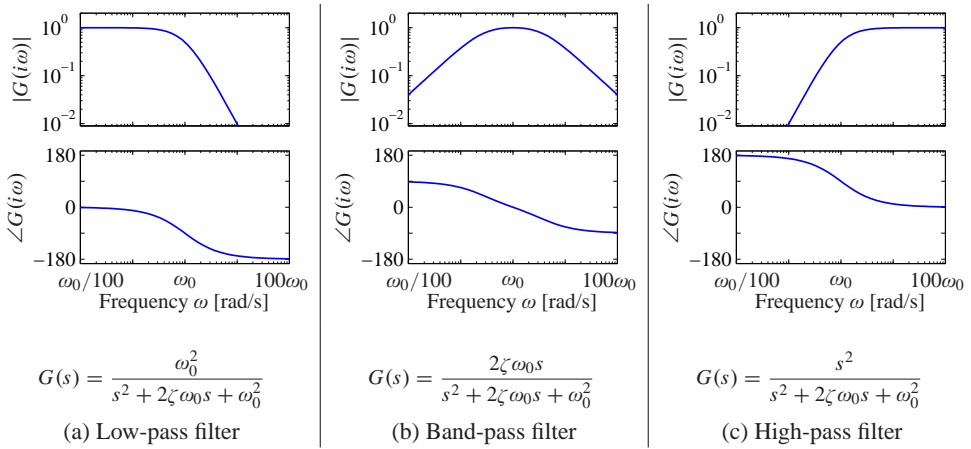 |G(iω)|
10^0
10^-1
10^-2
∠G(iω)
180
0
−180
ω0/100 ω0 100ω0
Frequency ω [rad/s]
G(s) = ω0^2 / (s^2 + 2ζω0s + ω0^2)
(a) Low-pass filter
|G(iω)|
10^0
10^-1
10^-2
∠G(iω)
180
0
−180
ω0/100 ω0 100ω0
Frequency ω [rad/s]
G(s) = 2ζω0s / (s^2 + 2ζω0s + ω0^2)
(b) Band-pass filter
|G(iω)|
10^0
10^-1
10^-2
∠G(iω)
180
0
−180
ω0/100 ω0 100ω0
Frequency ω [rad/s]
G(s) = s^2 / (s^2 + 2ζω0s + ω0^2)
(c) High-pass filter